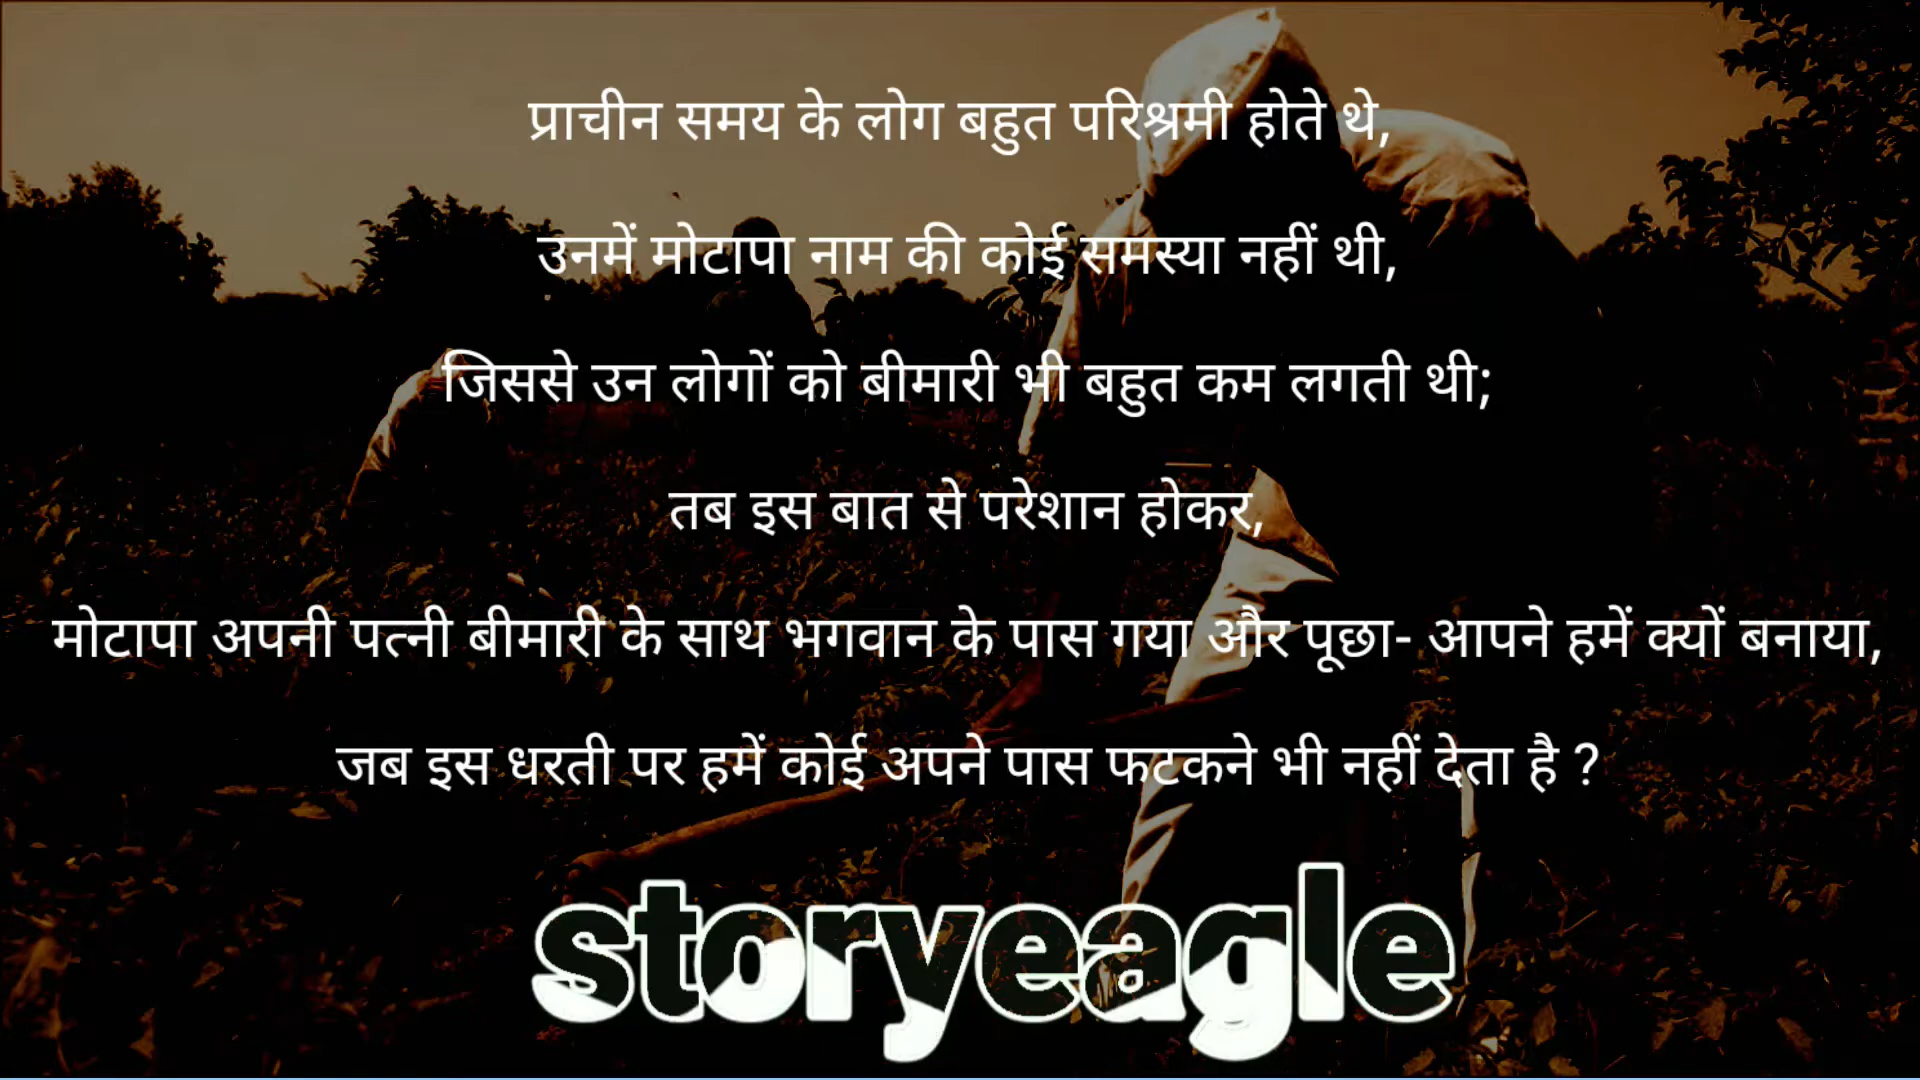 प्राचीन समय के लोग बहुत परिश्रमी होते थे,
उनमें मोटापा नाम की कोई समस्या नहीं थी,
जिससे उन लोगों को बीमारी भी बहुत कम लगती थी;
तब इस बात से परेशान होकर,
मोटापा अपनी पत्नी बीमारी के साथ भगवान के पास गया और पूछा- आपने हमें क्यों बनाया,
जब इस धरती पर हमें कोई अपने पास फटकने भी नहीं देता है ?
storyeagle